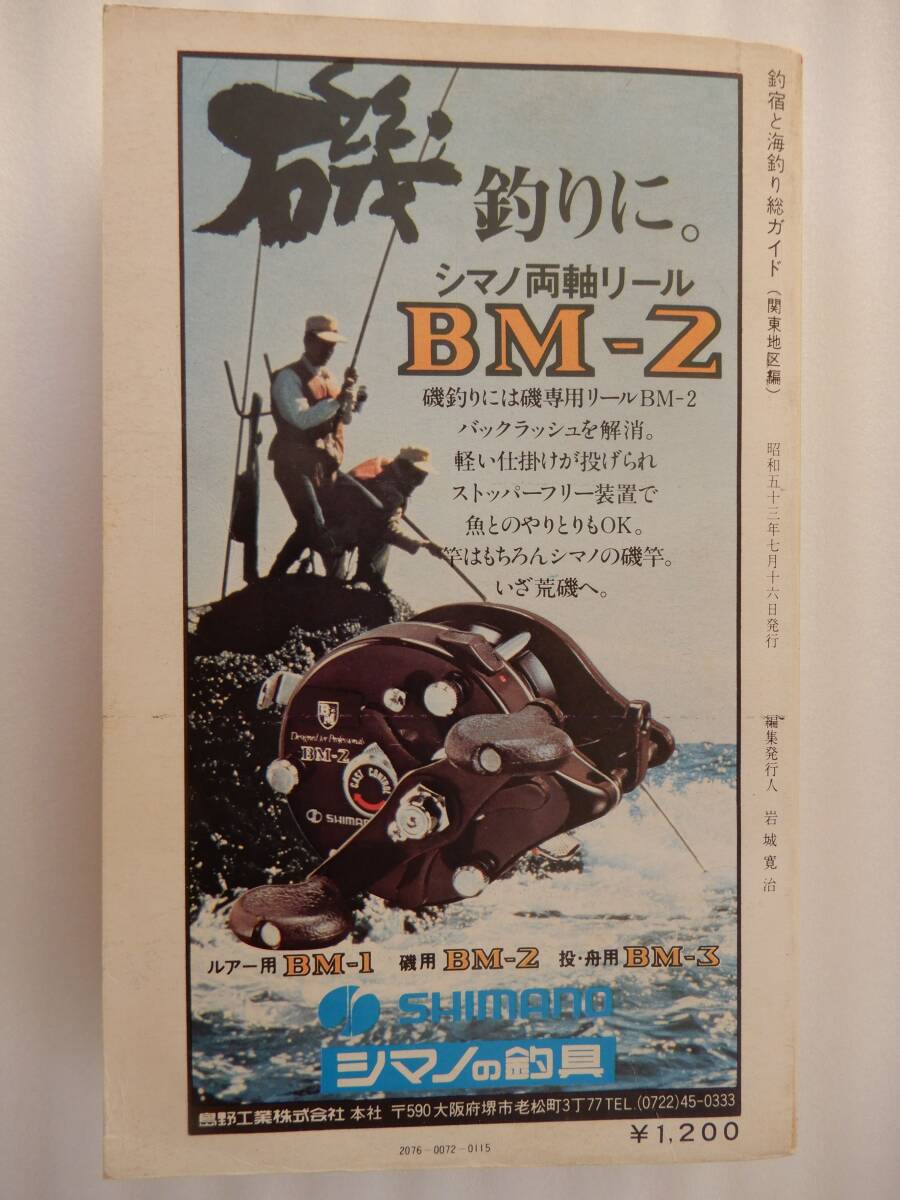 磯釣りに。
シマノ両軸リール
BM-2
磯釣りには磯専用リールBM-2
バックラッシュを解消。
軽い仕掛けが投げられ
ストッパーフリー装置で
魚とのやりとりもOK。
竿はもちろんシマノの磯竿。
いざ荒磯へ。
BM
Designed for Professionals
BM-2
CAST CONTROL
SHIMANO
S
ルアー用 BM-1 磯用 BM-2 投・舟用 BM-3
SHIMANO
シマノの釣具
島野工業株式会社 本社 〒590 大阪府堺市老松町3丁77 TEL.(0722)45-0333
¥1,200
2076-0072-0115
釣宿と海釣り総ガイド(関東地区編) 昭和五十三年七月十六日発行 編集発行人 岩城寛治